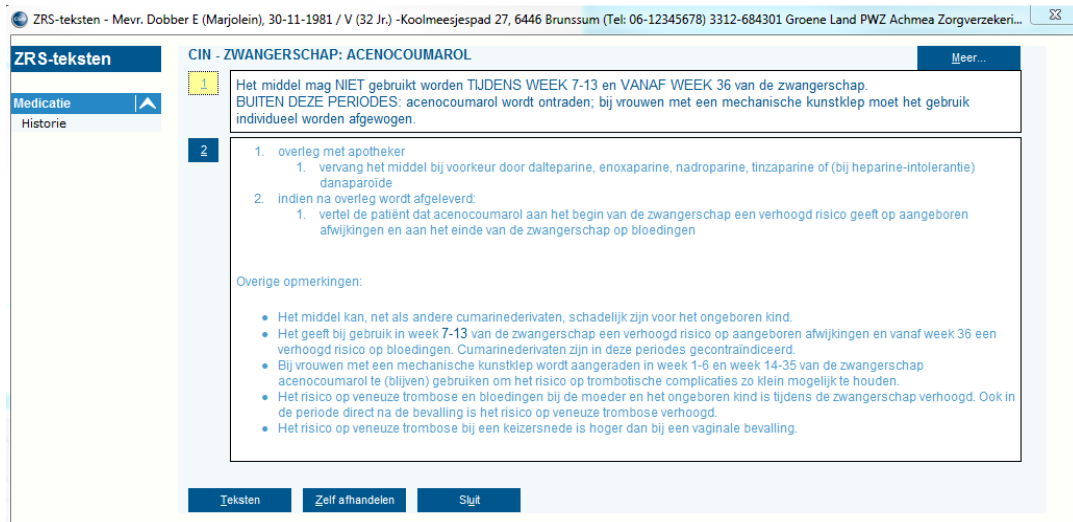 ZRS-teksten - Mevr. Dobber E (Marjolein), 30-11-1981 / V (32 Jr.) -Koolmeesjespad 27, 6446 Brunssum (Tel: 06-12345678) 3312-684301 Groene Land PWZ Achmea Zorgverzekeri...
ZRS-teksten
Medicatie
Historie
CIN - ZWANGERSCHAP: ACENOCOUMAROL
Meer...
1
Het middel mag NIET gebruikt worden TIJDENS WEEK 7-13 en VANAF WEEK 36 van de zwangerschap.
BUITEN DEZE PERIODES: acenocoumarol wordt ontraden; bij vrouwen met een mechanische kunstklep moet het gebruik
individueel worden afgewogen.
2
1. overleg met apotheker
1. vervang het middel bij voorkeur door dalteparine, enoxaparine, nadroparine, tinzaparine of (bij heparine-intolerantie)
danaparoïde
2. indien na overleg wordt afgeleverd:
1. vertel de patiënt dat acenocoumarol aan het begin van de zwangerschap een verhoogd risico geeft op aangeboren
afwijkingen en aan het einde van de zwangerschap op bloedingen
Overige opmerkingen:
• Het middel kan, net als andere cumarinederivaten, schadelijk zijn voor het ongeboren kind.
• Het geeft bij gebruik in week 7-13 van de zwangerschap een verhoogd risico op aangeboren afwijkingen en vanaf week 36 een
verhoogd risico op bloedingen. Cumarinederivaten zijn in deze periodes gecontraïndiceerd.
• Bij vrouwen met een mechanische kunstklep wordt aangeraden in week 1-6 en week 14-35 van de zwangerschap
acenocoumarol te (blijven) gebruiken om het risico op trombotische complicaties zo klein mogelijk te houden.
• Het risico op veneuze trombose en bloedingen bij de moeder en het ongeboren kind is tijdens de zwangerschap verhoogd. Ook in
de periode direct na de bevalling is het risico op veneuze trombose verhoogd.
• Het risico op veneuze trombose bij een keizersnede is hoger dan bij een vaginale bevalling.
Teksten
Zelf afhandelen
Sluit